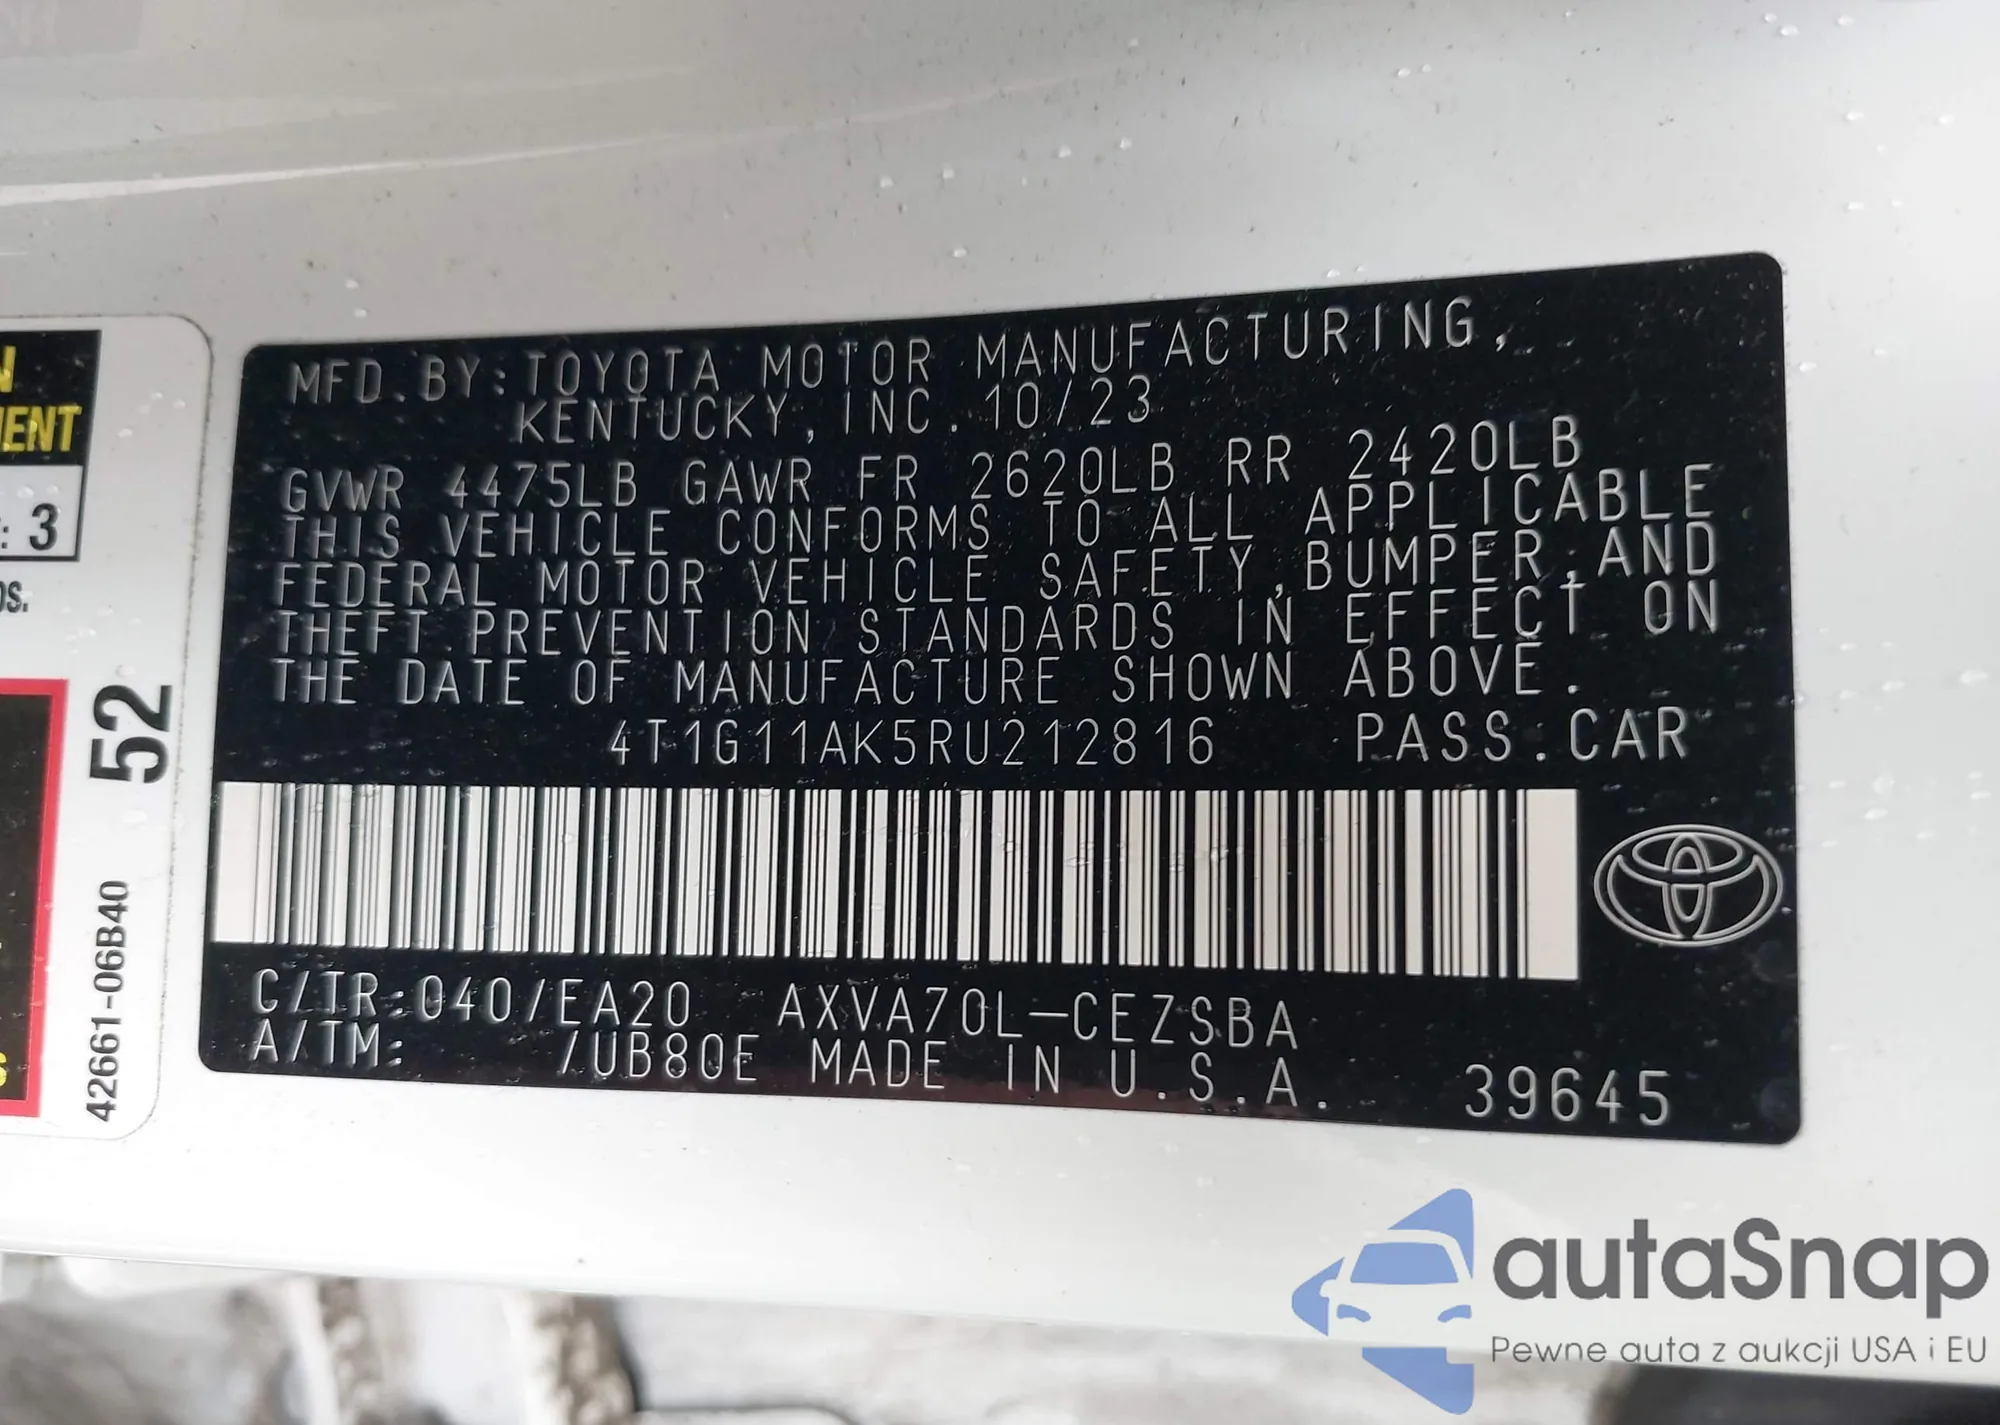 MFD.BY:TOYOTA MOTOR MANUFACTURING,
KENTUCKY, INC. 10/23
GVWR 4475LB GAWR FR 2620LB RR 2420LB
THIS VEHICLE CONFORMS TO ALL APPLICABLE
FEDERAL MOTOR VEHICLE SAFETY,BUMPER,AND
THEFT PREVENTION STANDARDS IN EFFECT ON
THE DATE OF MANUFACTURE SHOWN ABOVE.
4T1G11AK5RU212816 PASS.CAR
C/TR:040/EA20 AXVA70L-CEZSBA
A/TM: /UB80E MADE IN U.S.A. 39645
: 3
52
42661-06B40
autaSnap
Pewne auta z aukcji USA i EU